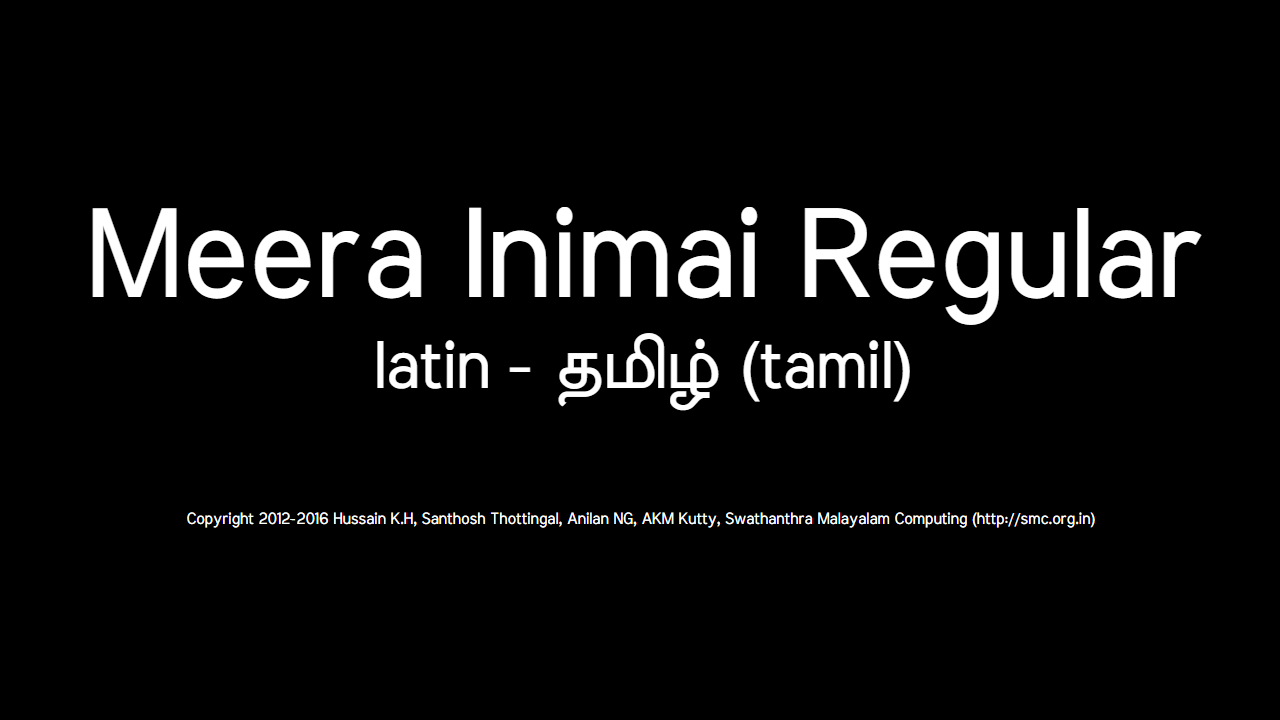 Meera Inimai Regular
latin - தமிழ் (tamil)
Copyright 2012-2016 Hussain K.H, Santhosh Thottingal, Anilan NG, AKM Kutty, Swathanthra Malayalam Computing (http://smc.org.in)